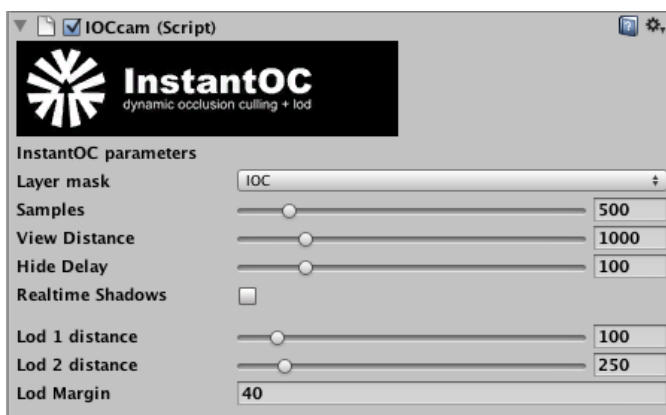 IOCcam (Script)
InstantOC
dynamic occlusion culling + lod
InstantOC parameters
Layer mask IOC
Samples 500
View Distance 1000
Hide Delay 100
Realtime Shadows
Lod 1 distance 100
Lod 2 distance 250
Lod Margin 40